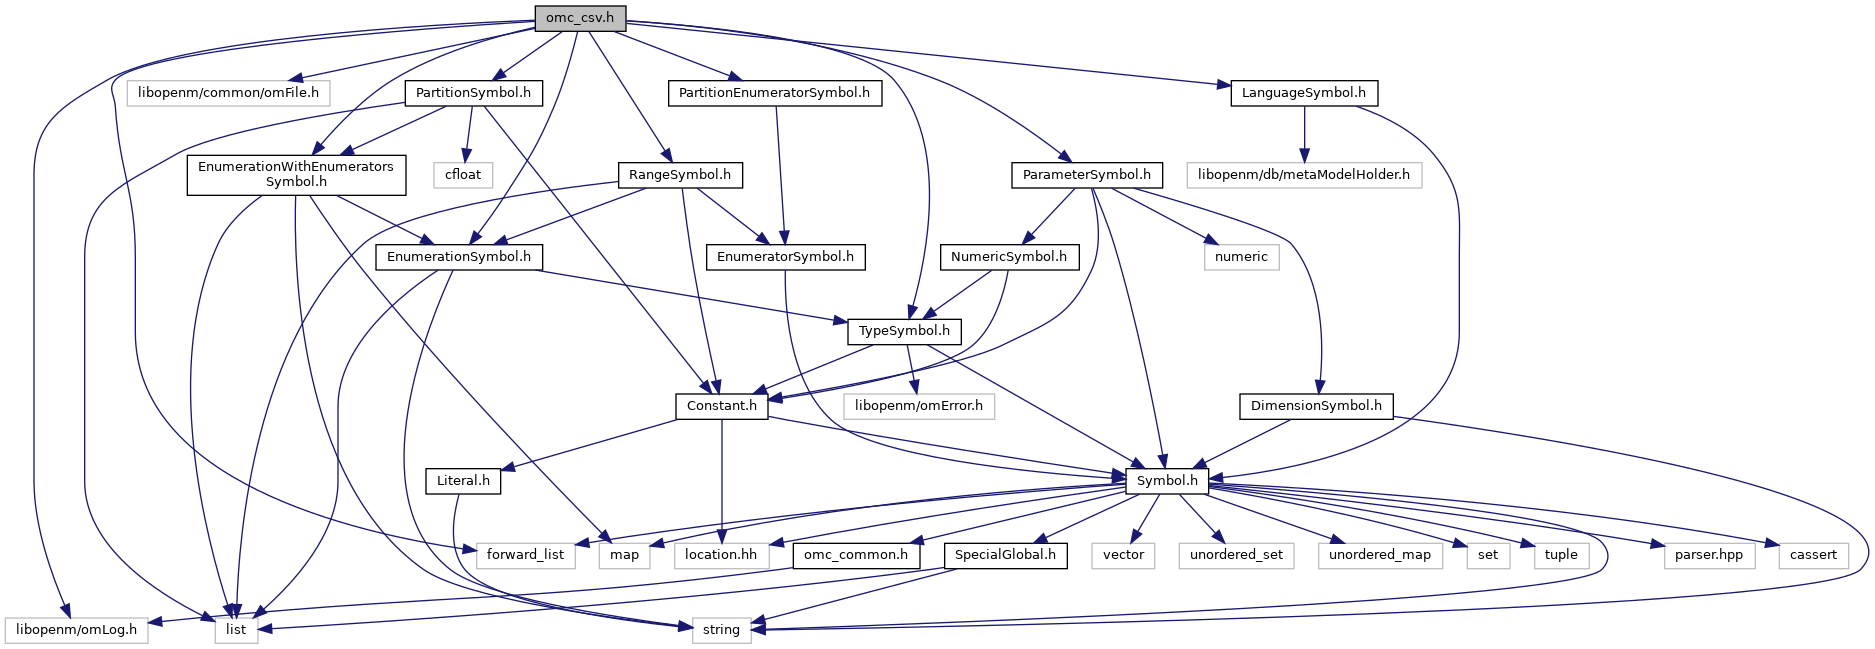 omc_csv.h
libopenm/common/omFile.h
PartitionSymbol.h
PartitionEnumeratorSymbol.h
LanguageSymbol.h
EnumerationWithEnumerators
Symbol.h
cfloat
RangeSymbol.h
ParameterSymbol.h
libopenm/db/metaModelHolder.h
EnumerationSymbol.h
EnumeratorSymbol.h
NumericSymbol.h
numeric
TypeSymbol.h
Constant.h
libopenm/omError.h
DimensionSymbol.h
Literal.h
Symbol.h
forward_list
map
location.hh
omc_common.h
SpecialGlobal.h
vector
unordered_set
unordered_map
set
tuple
parser.hpp
cassert
libopenm/omLog.h
list
string